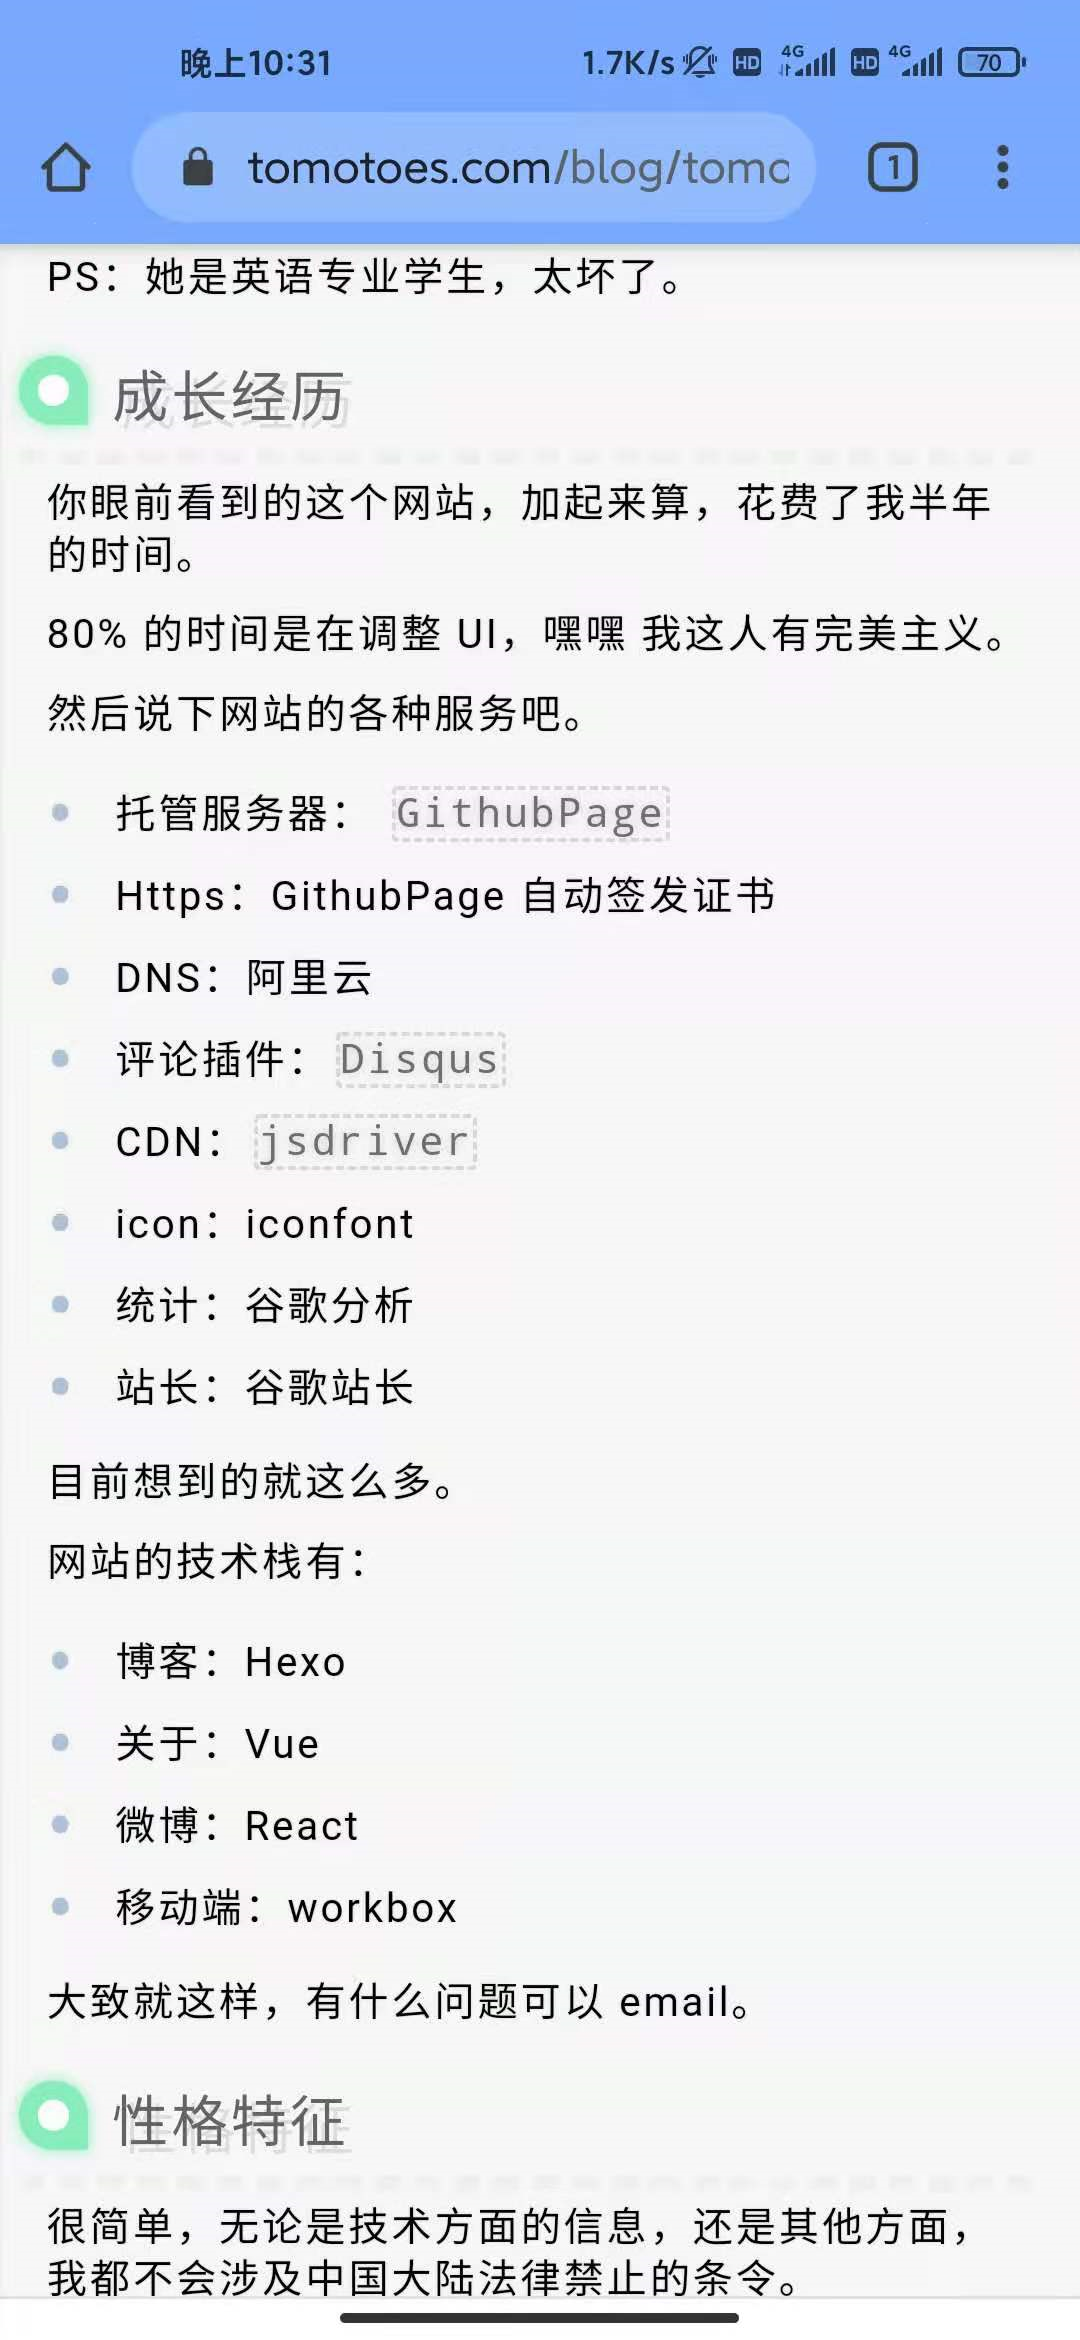 晚上10:31
1.7K/s HD 4G HD 4G 70
tomotoes.com/blog/tomo
1
PS：她是英语专业学生，太坏了。
成长经历
你眼前看到的这个网站，加起来算，花费了我半年
的时间。
80% 的时间是在调整 UI，嘿嘿 我这人有完美主义。
然后说下网站的各种服务吧。
托管服务器： GithubPage
Https：GithubPage 自动签发证书
DNS：阿里云
评论插件： Disqus
CDN： jsdriver
icon：iconfont
统计：谷歌分析
站长：谷歌站长
目前想到的就这么多。
网站的技术栈有：
博客：Hexo
关于：Vue
微博：React
移动端：workbox
大致就这样，有什么问题可以 email。
性格特征
很简单，无论是技术方面的信息，还是其他方面，
我都不会涉及中国大陆法律禁止的条令。